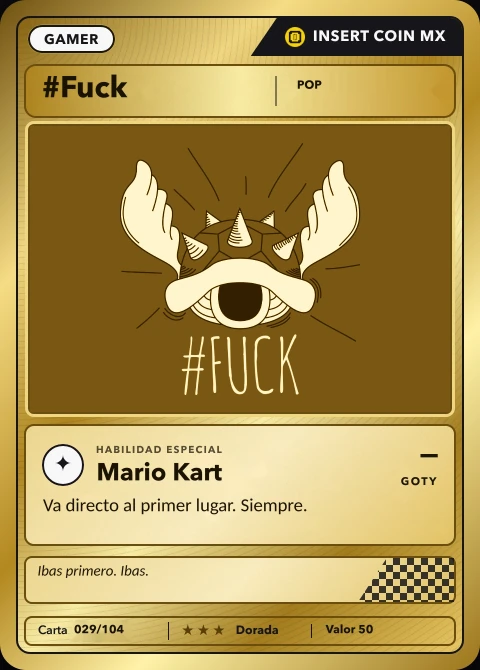 GAMER
INSERT COIN MX
#Fuck
POP
#FUCK
HABILIDAD ESPECIAL
Mario Kart
–
GOTY
Va directo al primer lugar. Siempre.
Ibas primero. Ibas.
Carta 029/104
★★★ Dorada
Valor 50